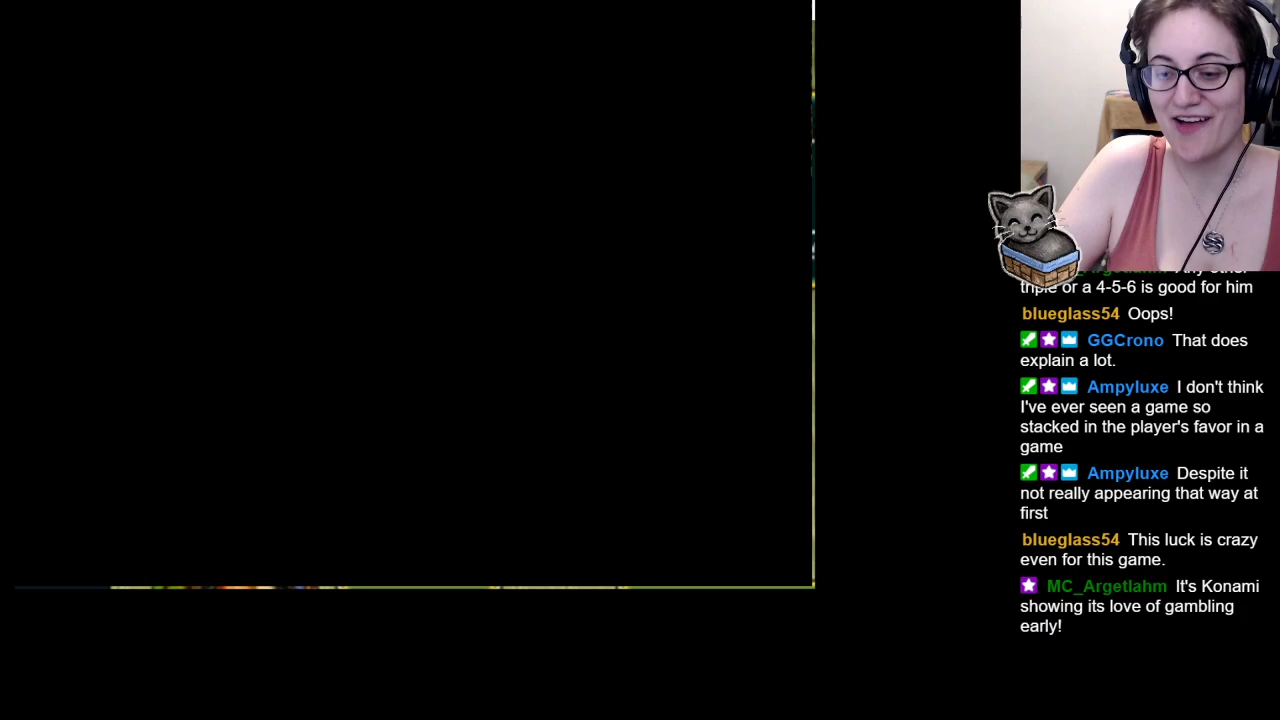 triple or a 4-5-6 is good for him
blueglass54 Oops!
GGCrono That does
explain a lot.
Ampyluxe I don't think
I've ever seen a game so
stacked in the player's favor in a
game
Ampyluxe Despite it
not really appearing that way at
first
blueglass54 This luck is crazy
even for this game.
MC_Argetlahm It's Konami
showing its love of gambling
early!